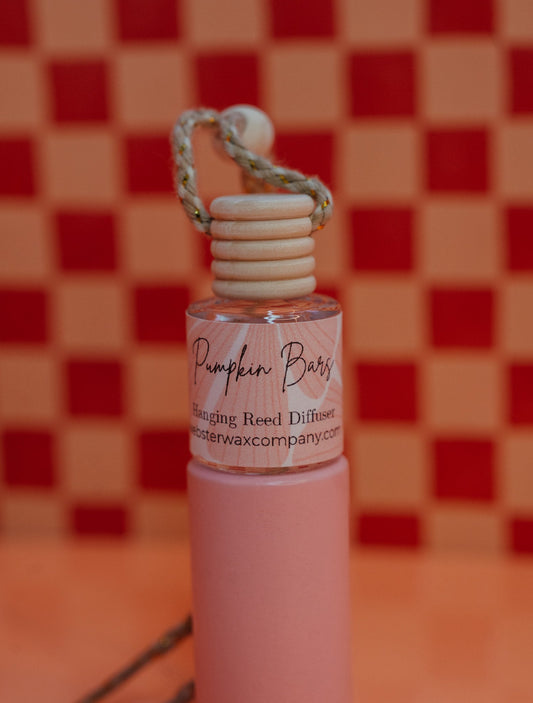 Pumpkin Bars
Hanging Reed Diffuser
ebsterwaxcompany.com